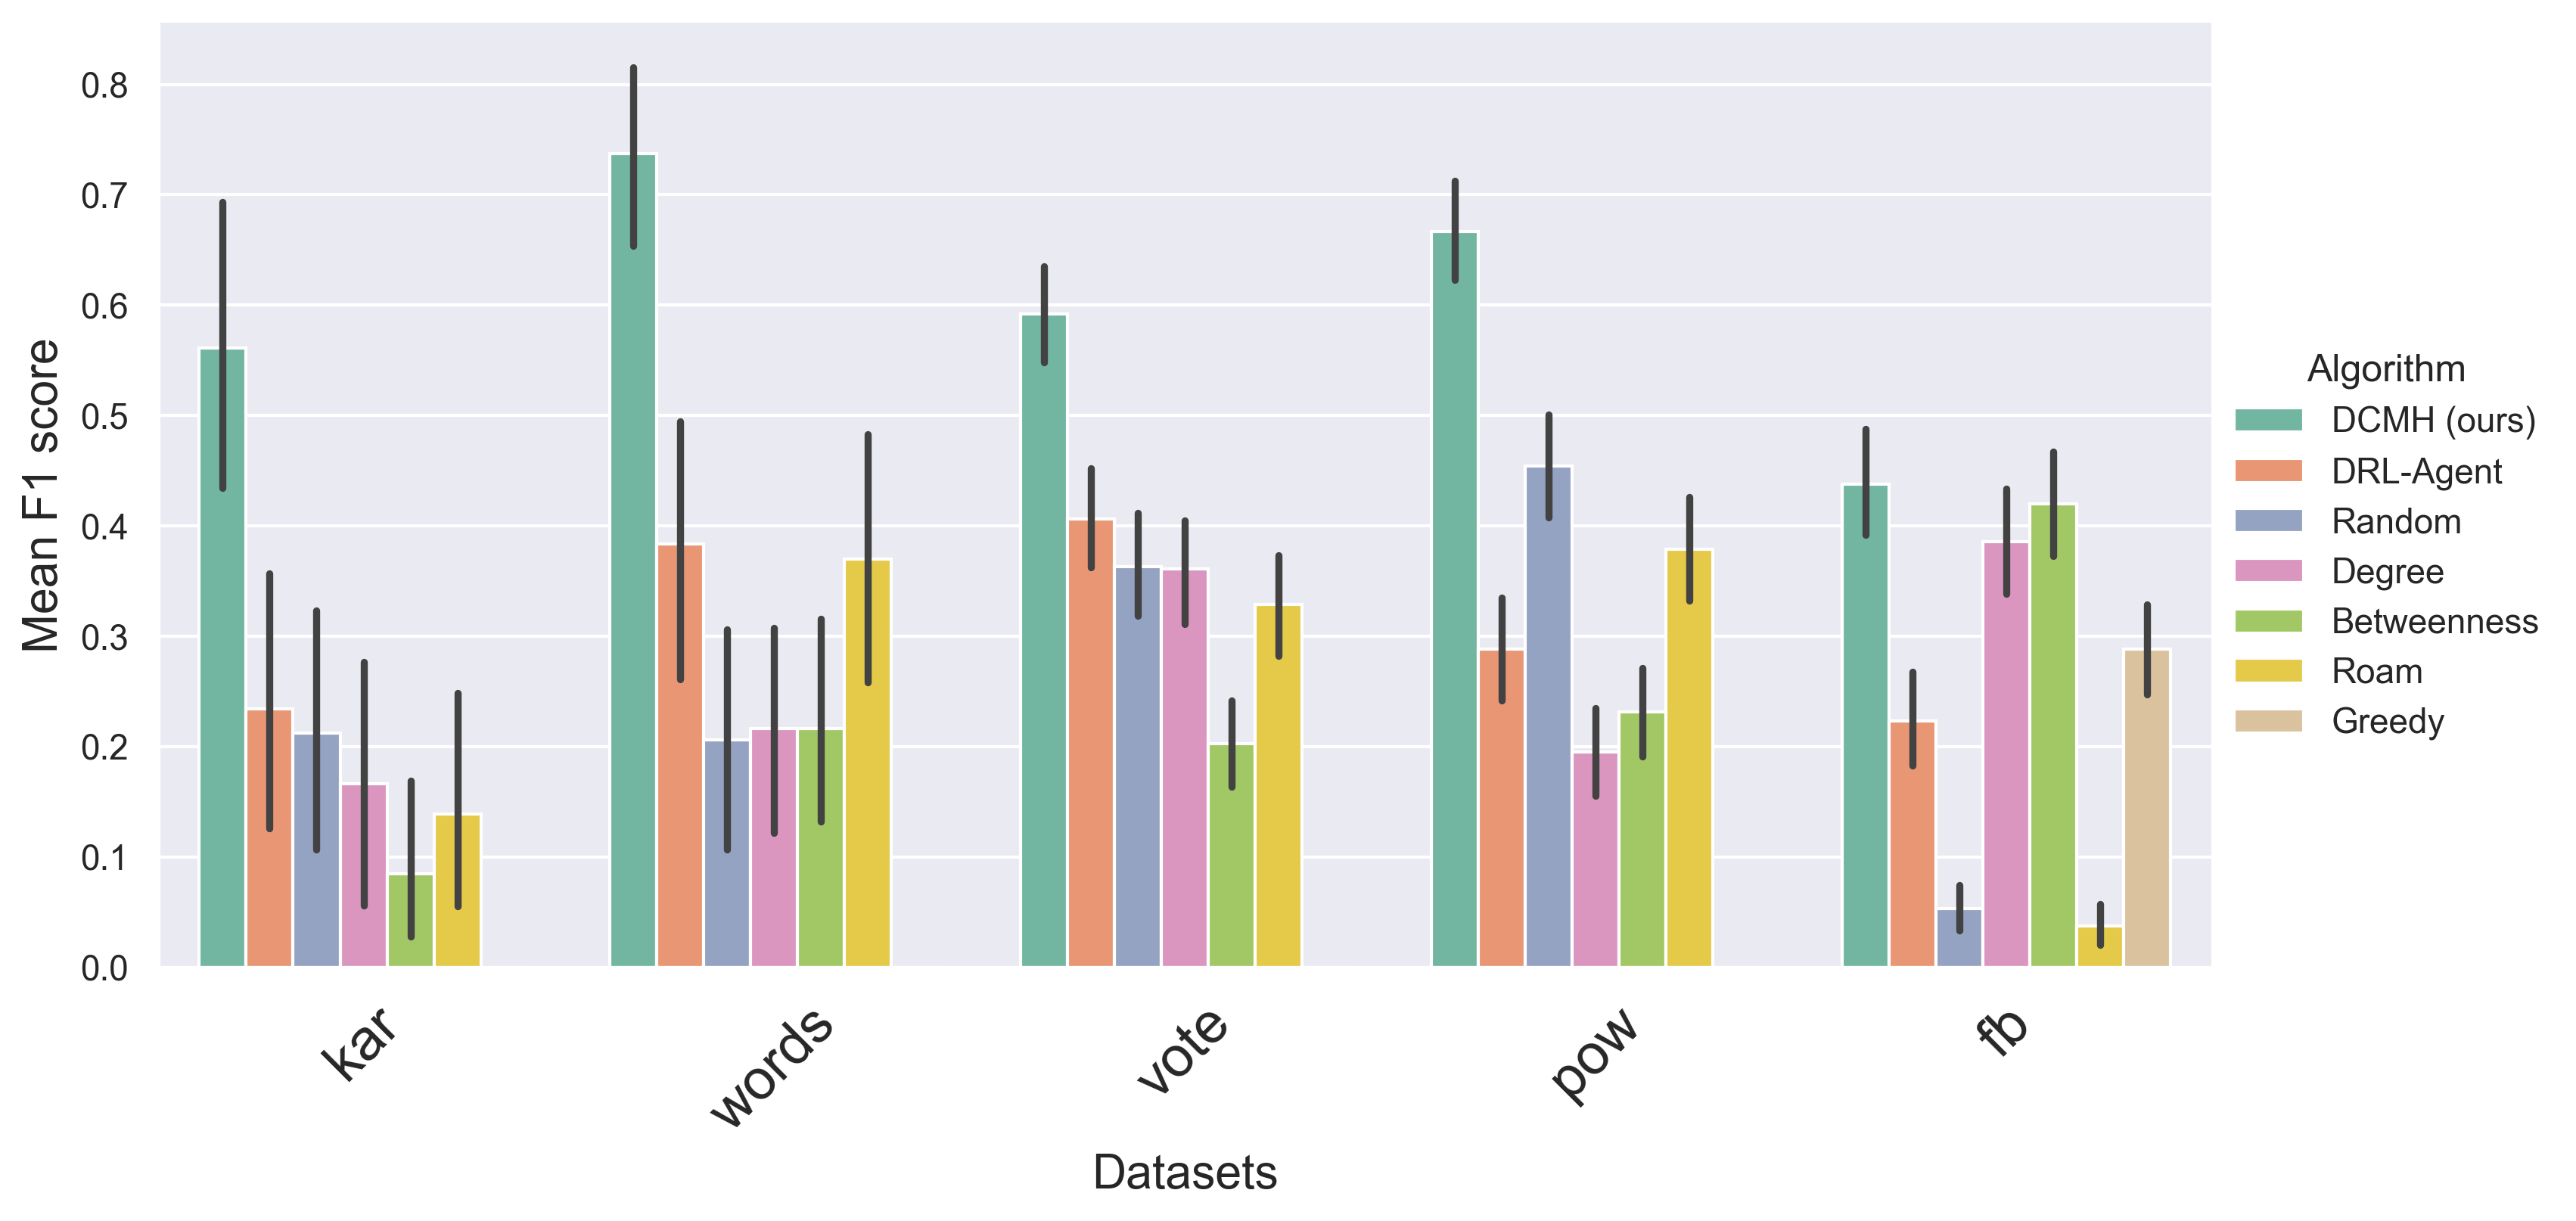 Mean F1 score
0.8
0.7
0.6
0.5
0.4
0.3
0.2
0.1
0.0
kar
words
vote
pow
fb
Datasets
Algorithm
DCMH (ours)
DRL-Agent
Random
Degree
Betweenness
Roam
Greedy